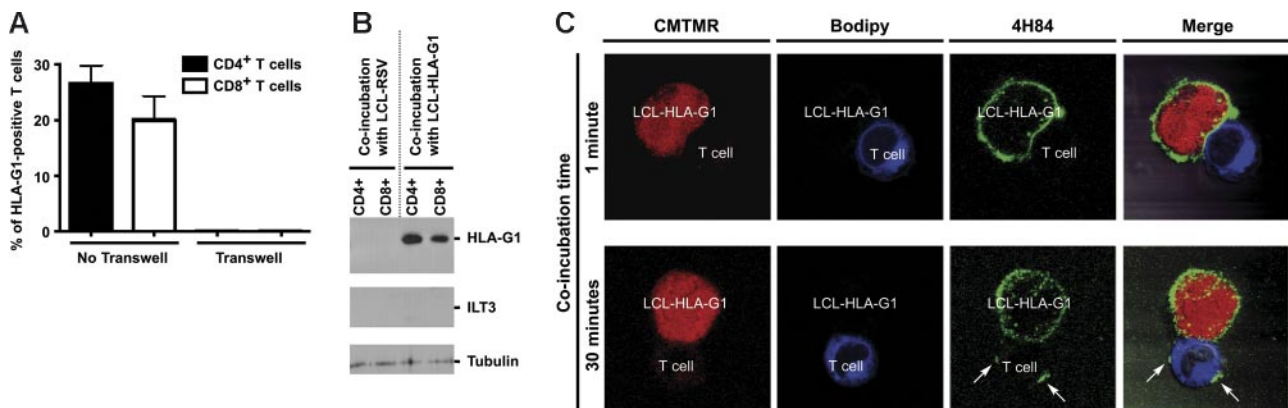 A
% of HLA-G1-positive T cells
30
20
10
0
CD4+ T cells
CD8+ T cells
No Transwell
Transwell
B
Co-incubation
with LCL-RSV
Co-incubation
with LCL-HLA-G1
CD4+
CD8+
CD4+
CD8+
HLA-G1
ILT3
Tubulin
C
CMTMR
Bodipy
4H84
Merge
Co-incubation time
1 minute
LCL-HLA-G1
T cell
LCL-HLA-G1
T cell
LCL-HLA-G1
T cell
30 minutes
LCL-HLA-G1
T cell
LCL-HLA-G1
T cell
LCL-HLA-G1
T cell